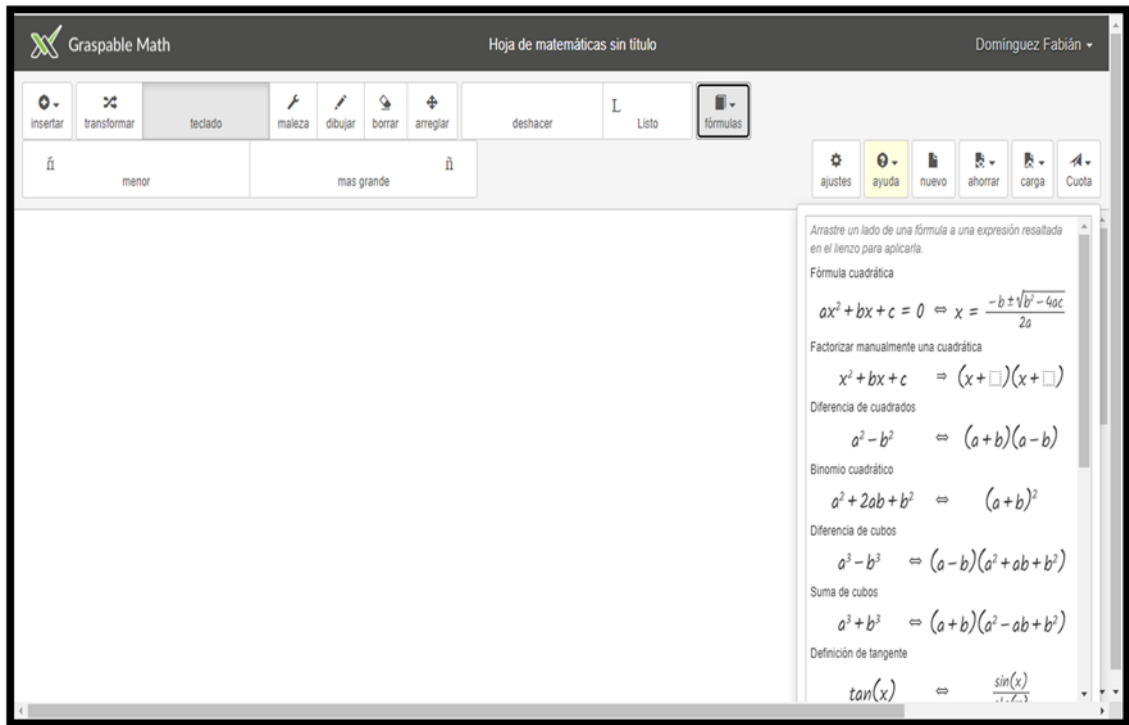 Graspable Math Hoja de matemáticas sin título Domínguez Fabián
insertar transformar teclado maleza dibujar borrar arreglar deshacer L Listo fórmulas
ń menor mas grande ñ
ajustes ayuda nuevo ahorrar carga Cuota
Arrastre un lado de una fórmula a una expresión resaltada
en el lienzo para aplicarla.
Fórmula cuadrática
ax² + bx + c = 0 ⇔ x = (-b ± √(b² - 4ac))/2a
Factorizar manualmente una cuadrática
x² + bx + c ⇒ (x + □)(x + □)
Diferencia de cuadrados
a² - b² ⇔ (a + b)(a - b)
Binomio cuadrático
a² + 2ab + b² ⇔ (a + b)²
Diferencia de cubos
a³ - b³ ⇔ (a - b)(a² + ab + b²)
Suma de cubos
a³ + b³ ⇔ (a + b)(a² - ab + b²)
Definición de tangente
tan(x) ⇔ sin(x)